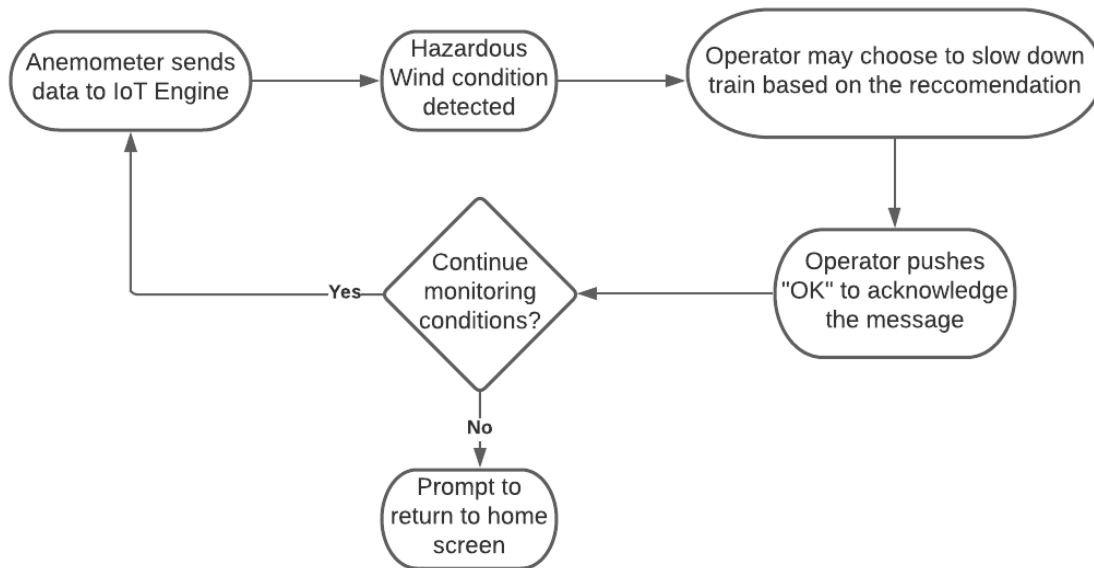 Anemometer sends
data to IoT Engine
Hazardous
Wind condition
detected
Operator may choose to slow down
train based on the reccomendation
Operator pushes
"OK" to acknowledge
the message
Continue
monitoring
conditions?
Yes
No
Prompt to
return to home
screen